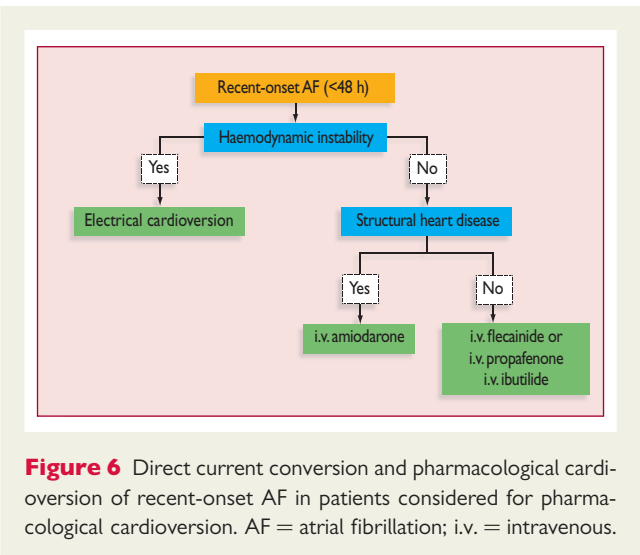 Recent-onset AF (<48 h)
Haemodynamic instability
Yes
No
Electrical cardioversion
Structural heart disease
Yes
No
i.v. amiodarone
i.v. flecainide or
i.v. propafenone
i.v. ibutilide
Figure 6 Direct current conversion and pharmacological cardi-
oversion of recent-onset AF in patients considered for pharma-
cological cardioversion. AF = atrial fibrillation; i.v. = intravenous.